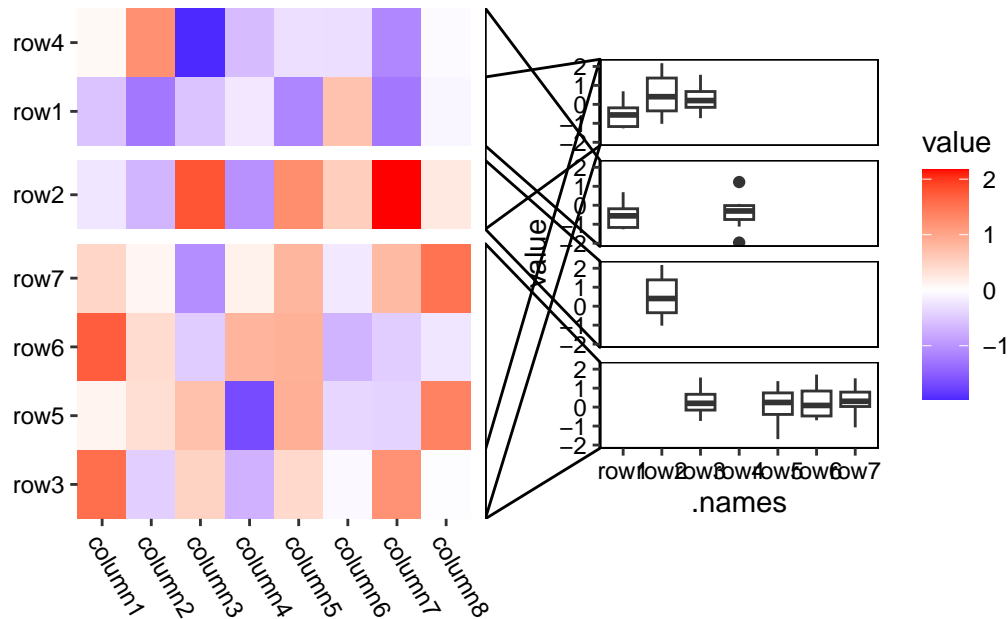 row4
row1
row2
row7
row6
row5
row3
column1
column2
column3
column4
column5
column6
column7
column8
value
2
1
0
−1
−2
2
1
0
−1
−2
2
1
0
−1
−2
2
1
0
−1
−2
row1
row2
row3
row4
row5
row6
row7
.names
value
2
1
0
−1